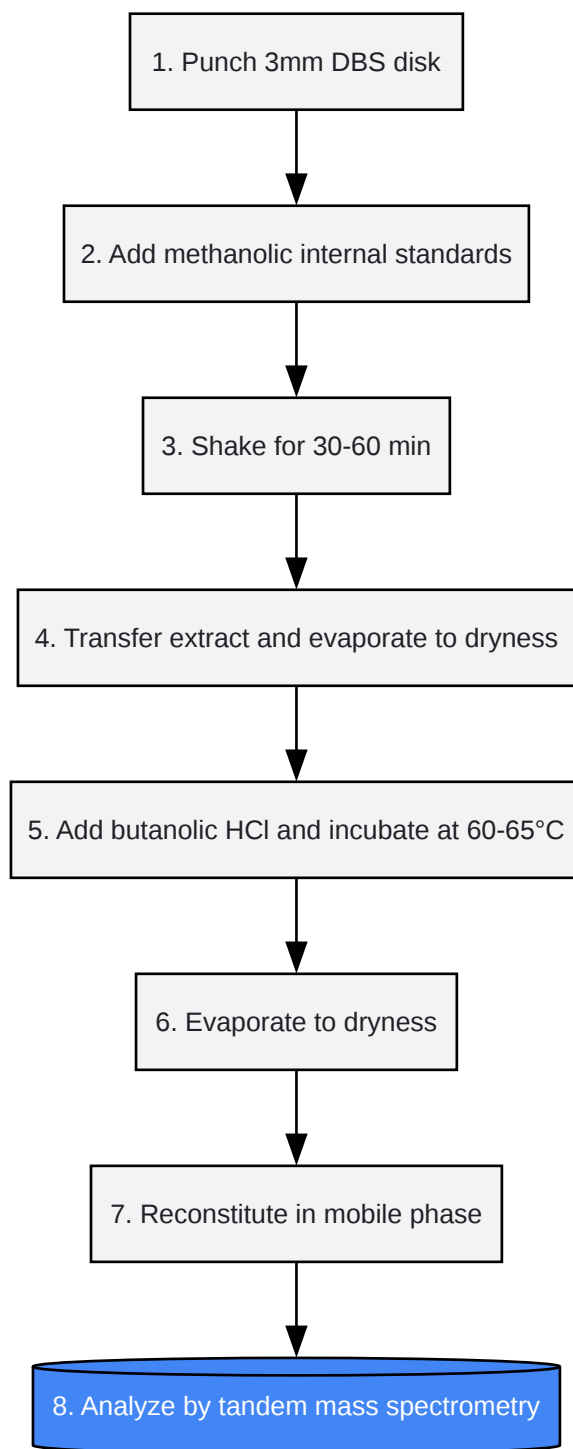 1. Punch 3mm DBS disk
2. Add methanolic internal standards
3. Shake for 30-60 min
4. Transfer extract and evaporate to dryness
5. Add butanolic HCl and incubate at 60-65°C
6. Evaporate to dryness
7. Reconstitute in mobile phase
8. Analyze by tandem mass spectrometry